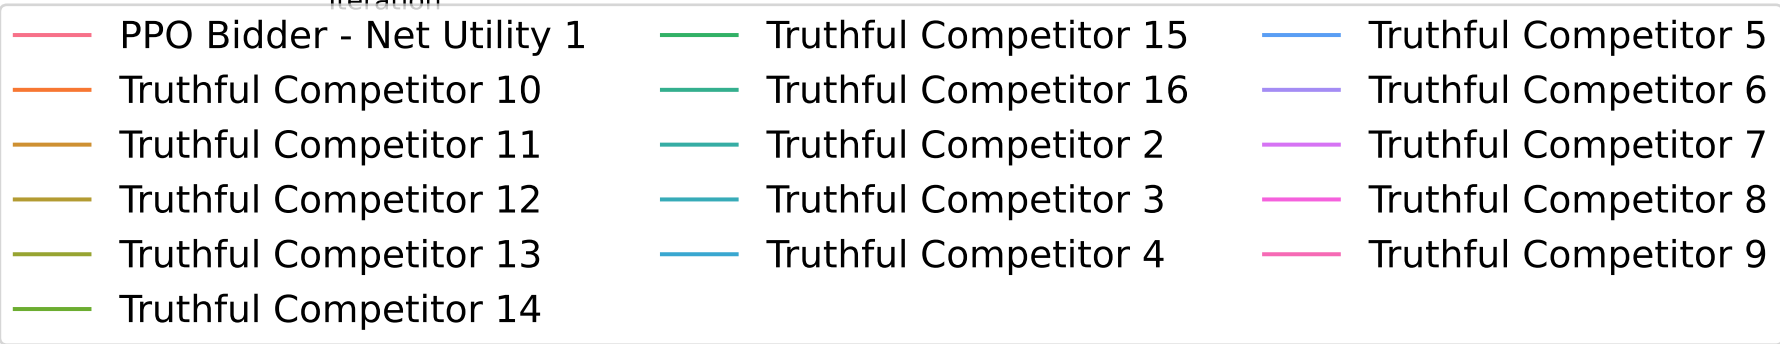 Iteration
PPO Bidder - Net Utility 1
Truthful Competitor 10
Truthful Competitor 11
Truthful Competitor 12
Truthful Competitor 13
Truthful Competitor 14
Truthful Competitor 15
Truthful Competitor 16
Truthful Competitor 2
Truthful Competitor 3
Truthful Competitor 4
Truthful Competitor 5
Truthful Competitor 6
Truthful Competitor 7
Truthful Competitor 8
Truthful Competitor 9